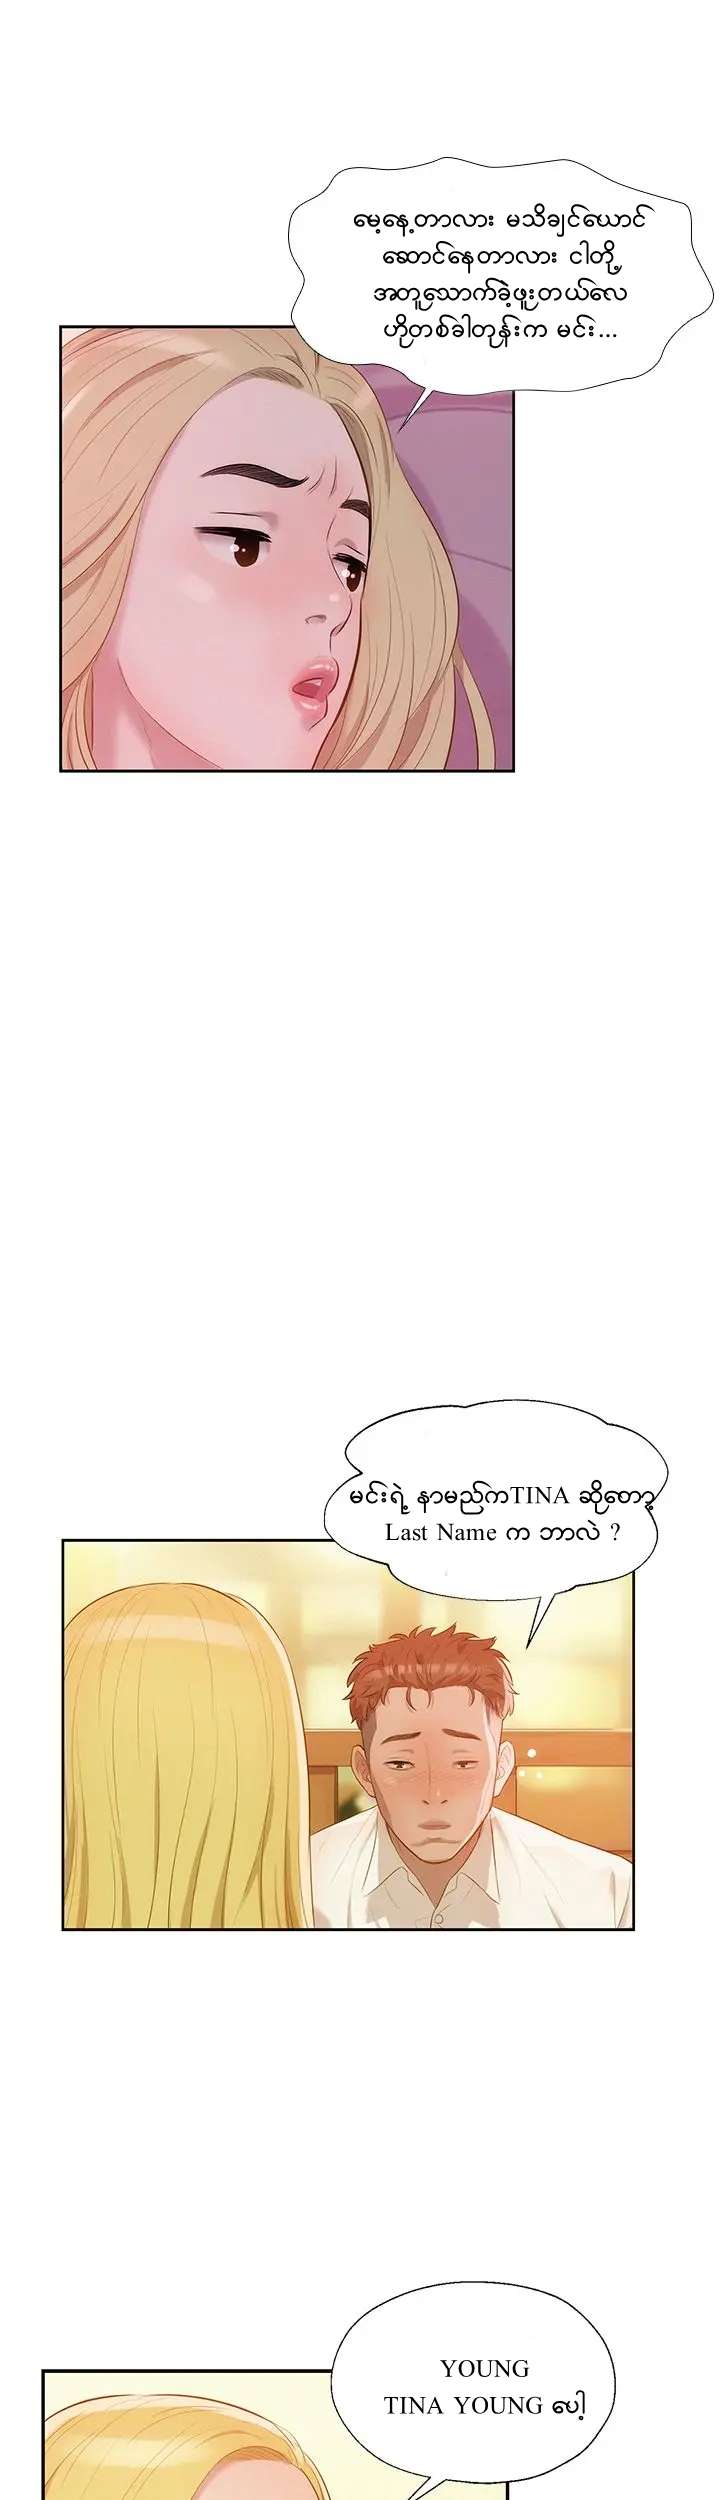 မေ့နေ့တာလား မသိချင်ယောင်
ဆောင်နေတာလား ငါတို့
အတူသောက်ခဲ့ဖူးတယ်လေ
ဟိုတစ်ခါတုန်းက မင်း...
မင်းရဲ့ နာမည်ကTINA ဆိုတော့
Last Name က ဘာလဲ ?
YOUNG
TINA YOUNG ပေါ့